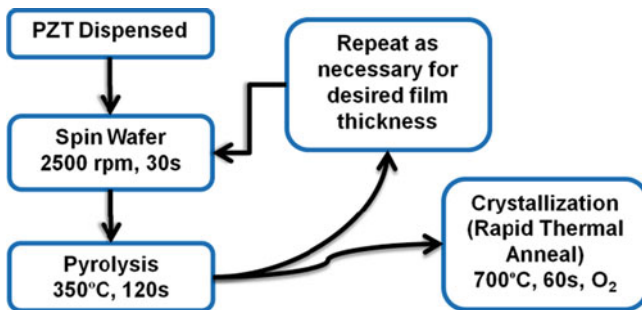 PZT Dispensed
Spin Wafer
2500 rpm, 30s
Pyrolysis
350°C, 120s
Repeat as
necessary for
desired film
thickness
Crystallization
(Rapid Thermal
Anneal)
700°C, 60s, O₂